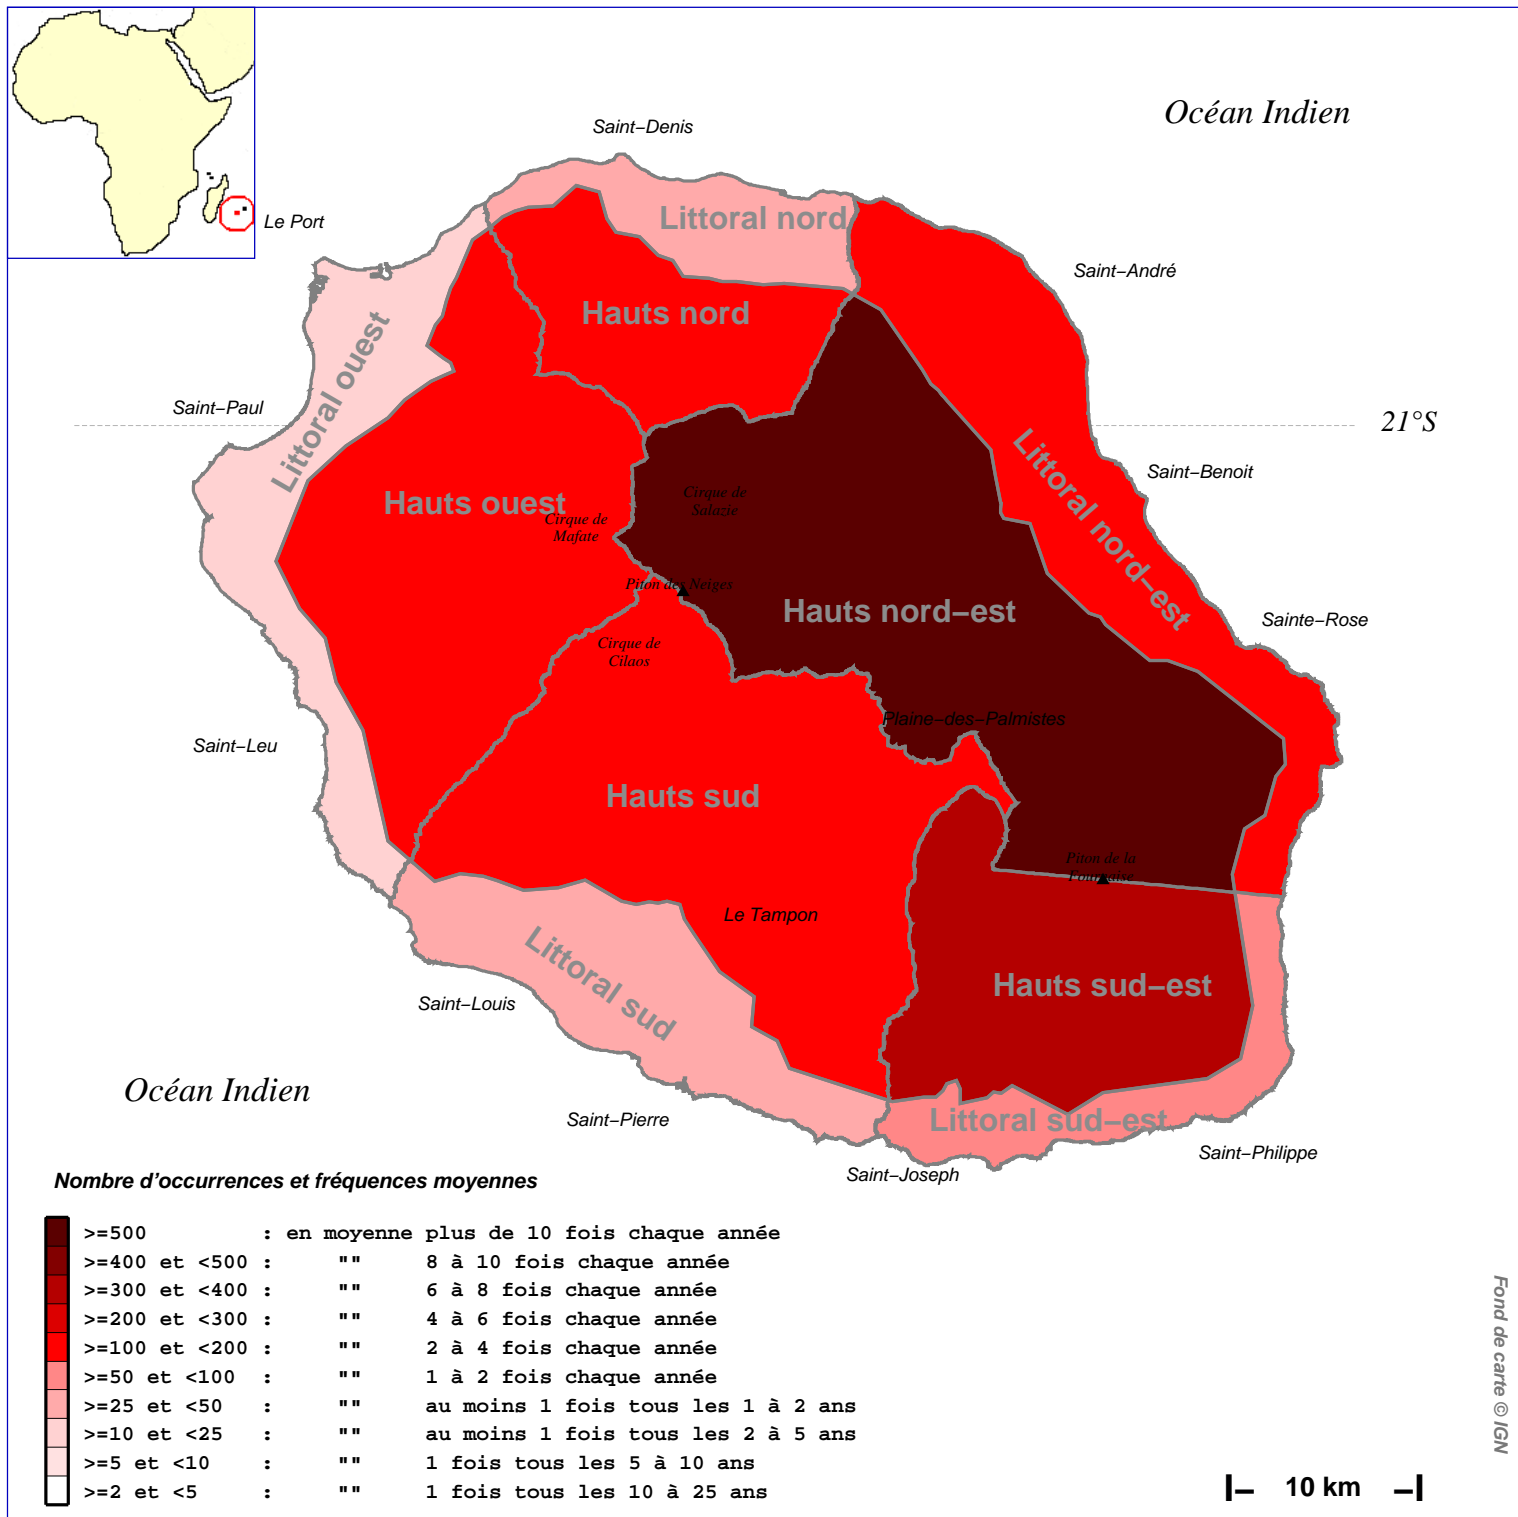 Océan Indien
Saint−Denis
Le Port
Littoral nord
Saint−André
Hauts nord
Littoral ouest
Saint−Paul
21°S
Littoral nord−est
Saint−Benoit
Hauts ouest
Cirque de
Salazie
Cirque de
Mafate
Piton des Neiges
Hauts nord−est
Sainte−Rose
Cirque de
Cilaos
Plaine−des−Palmistes
Saint−Leu
Hauts sud
Piton de la
Fournaise
Le Tampon
Littoral sud
Hauts sud−est
Saint−Louis
Océan Indien
Saint−Pierre
Littoral sud−est
Saint−Philippe
Saint−Joseph
Nombre d'occurrences et fréquences moyennes
>=500 : en moyenne plus de 10 fois chaque année
>=400 et <500 : "" 8 à 10 fois chaque année
>=300 et <400 : "" 6 à 8 fois chaque année
>=200 et <300 : "" 4 à 6 fois chaque année
>=100 et <200 : "" 2 à 4 fois chaque année
>=50 et <100 : "" 1 à 2 fois chaque année
>=25 et <50 : "" au moins 1 fois tous les 1 à 2 ans
>=10 et <25 : "" au moins 1 fois tous les 2 à 5 ans
>=5 et <10 : "" 1 fois tous les 5 à 10 ans
>=2 et <5 : "" 1 fois tous les 10 à 25 ans
10 km
Fond de carte © IGN